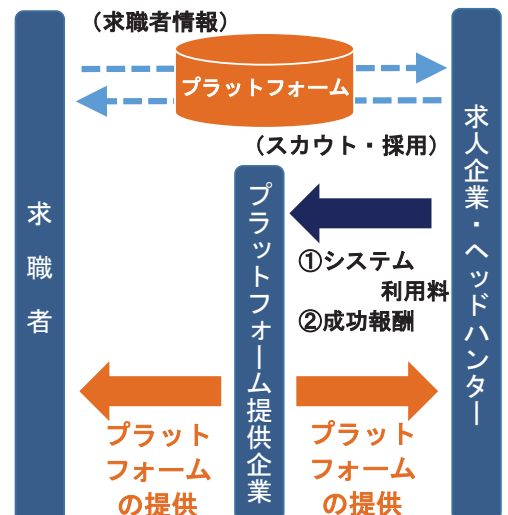 (求職者情報)
プラットフォーム
(スカウト・採用)
求職者
プラットフォーム提供企業
求人企業・ヘッドハンター
①システム
利用料
②成功報酬
プラット
フォーム
の提供
プラット
フォーム
の提供